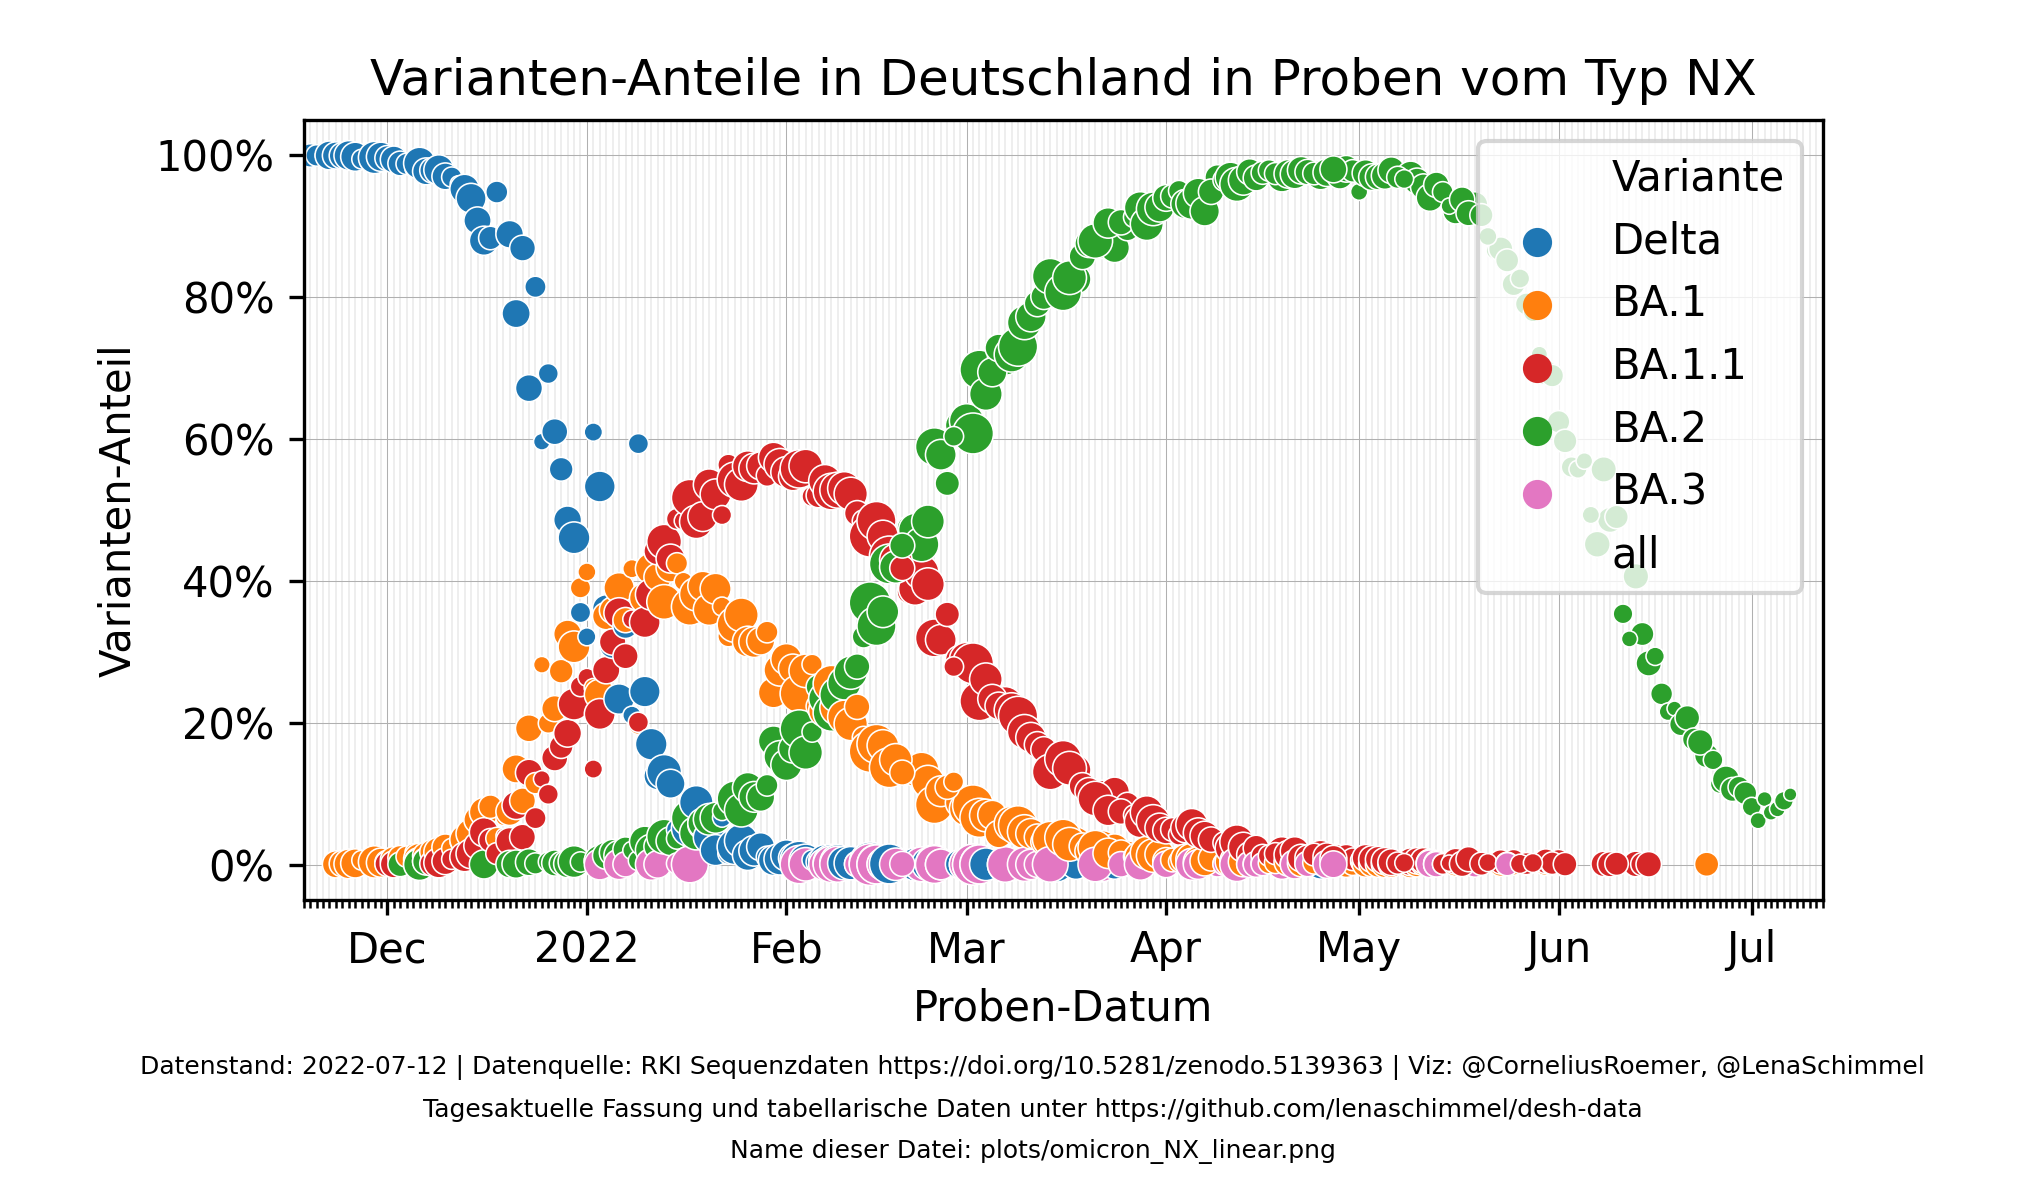 Varianten-Anteile in Deutschland in Proben vom Typ NX
Varianten-Anteil
100%
80%
60%
40%
20%
0%
Variante
Delta
BA.1
BA.1.1
BA.2
BA.3
all
Dec 2022 Feb Mar Apr May Jun Jul
Proben-Datum
Datenstand: 2022-07-12 | Datenquelle: RKI Sequenzdaten https://doi.org/10.5281/zenodo.5139363 | Viz: @CorneliusRoemer, @LenaSchimmel
Tagesaktuelle Fassung und tabellarische Daten unter https://github.com/lenaschimmel/desh-data
Name dieser Datei: plots/omicron_NX_linear.png